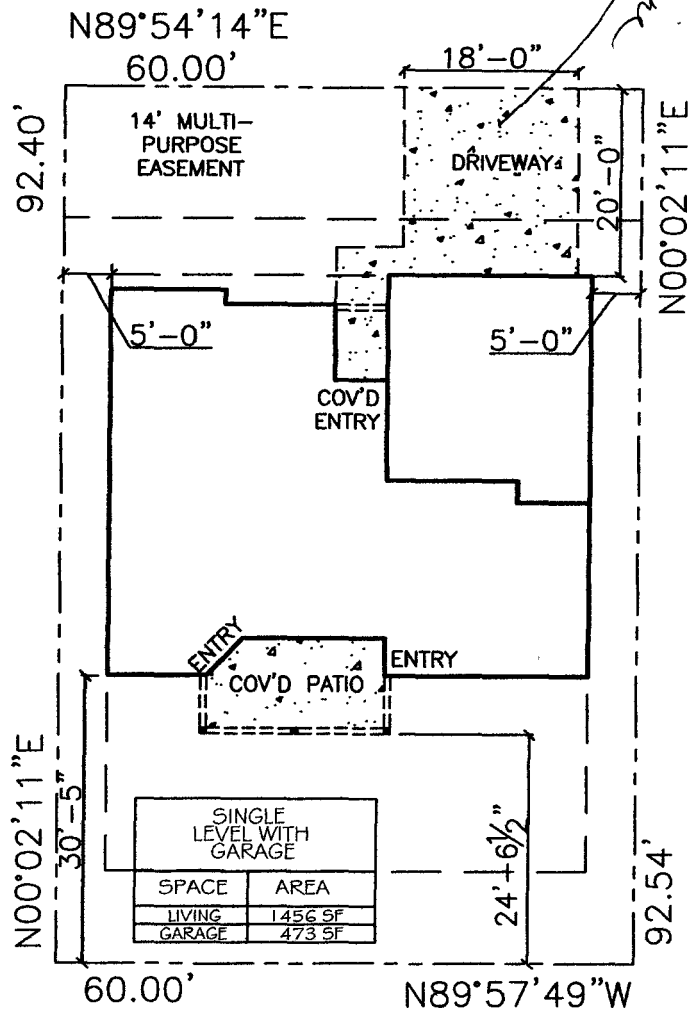 N89°54'14"E
60.00'
18'-0"
92.40'
14' MULTI-
PURPOSE
EASEMENT
DRIVEWAY
20'-0"
N00°02'11"E
5'-0"
5'-0"
COV'D
ENTRY
ENTRY
ENTRY
COV'D PATIO
N00°02'11"E
30'-5"
SINGLE
LEVEL WITH
GARAGE
SPACE AREA
LIVING 1456 SF
GARAGE 473 SF
24'-6½"
92.54'
60.00'
N89°57'49"W